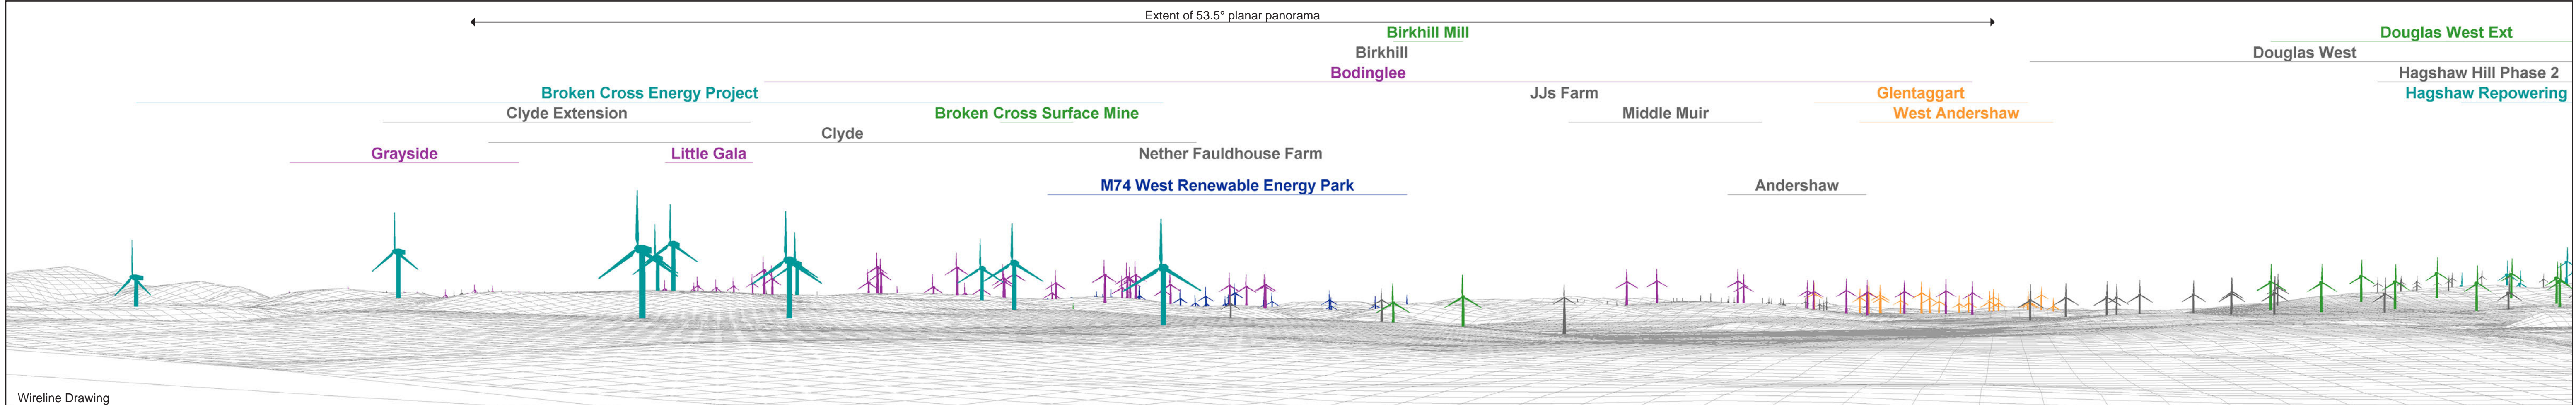 Extent of 53.5° planar panorama
Birkhill Mill
Douglas West Ext
Birkhill
Douglas West
Bodinglee
Hagshaw Hill Phase 2
Broken Cross Energy Project
JJs Farm
Glentaggart
Hagshaw Repowering
Clyde Extension
Broken Cross Surface Mine
Middle Muir
West Andershaw
Clyde
Grayside
Little Gala
Nether Fauldhouse Farm
M74 West Renewable Energy Park
Andershaw
Wireline Drawing